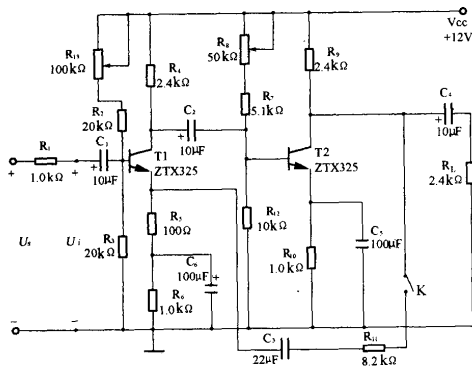 Vcc
+12V
R₁₃
100kΩ
R₄
2.4kΩ
R₈
50kΩ
R₉
2.4kΩ
R₂
20kΩ
C₂
10μF
R₇
5.1kΩ
C₄
10μF
R₁
1.0kΩ
C₁
10μF
T1
ZTX325
T2
ZTX325
R_L
2.4kΩ
U_s
U_i
R₃
20kΩ
R₅
100Ω
R₁₂
10kΩ
C₅
100μF
C₆
100μF
R₁₀
1.0kΩ
R₆
1.0kΩ
K
C₃
22μF
R₁₁
8.2kΩ